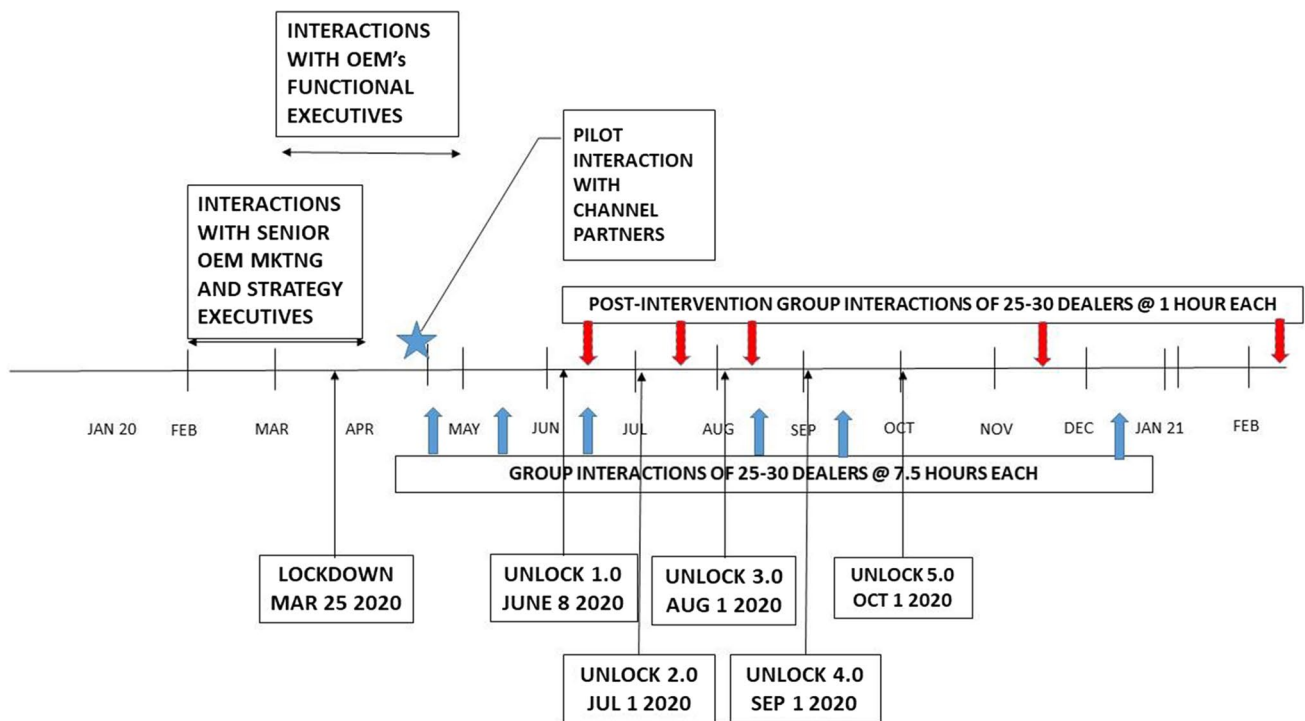 INTERACTIONS
WITH OEM's
FUNCTIONAL
EXECUTIVES
INTERACTIONS
WITH SENIOR
OEM MKTNG
AND STRATEGY
EXECUTIVES
PILOT
INTERACTION
WITH
CHANNEL
PARTNERS
POST-INTERVENTION GROUP INTERACTIONS OF 25-30 DEALERS @ 1 HOUR EACH
JAN 20 FEB MAR APR MAY JUN JUL AUG SEP OCT NOV DEC JAN 21 FEB
GROUP INTERACTIONS OF 25-30 DEALERS @ 7.5 HOURS EACH
LOCKDOWN
MAR 25 2020
UNLOCK 1.0
JUNE 8 2020
UNLOCK 3.0
AUG 1 2020
UNLOCK 5.0
OCT 1 2020
UNLOCK 2.0
JUL 1 2020
UNLOCK 4.0
SEP 1 2020